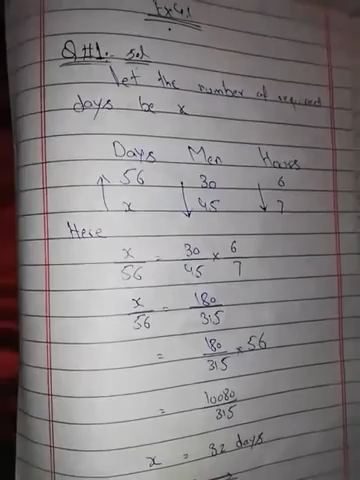 Ex 4.1
Q#1: Sol
let the number of required
days be x
Days Men Hours
↑ 56 ↓ 30 ↓ 6
x 45 7
Here
x/56 = 30/45 × 6/7
x/56 = 180/315
= 180/315 × 56
= 10080/315
x = 32 days